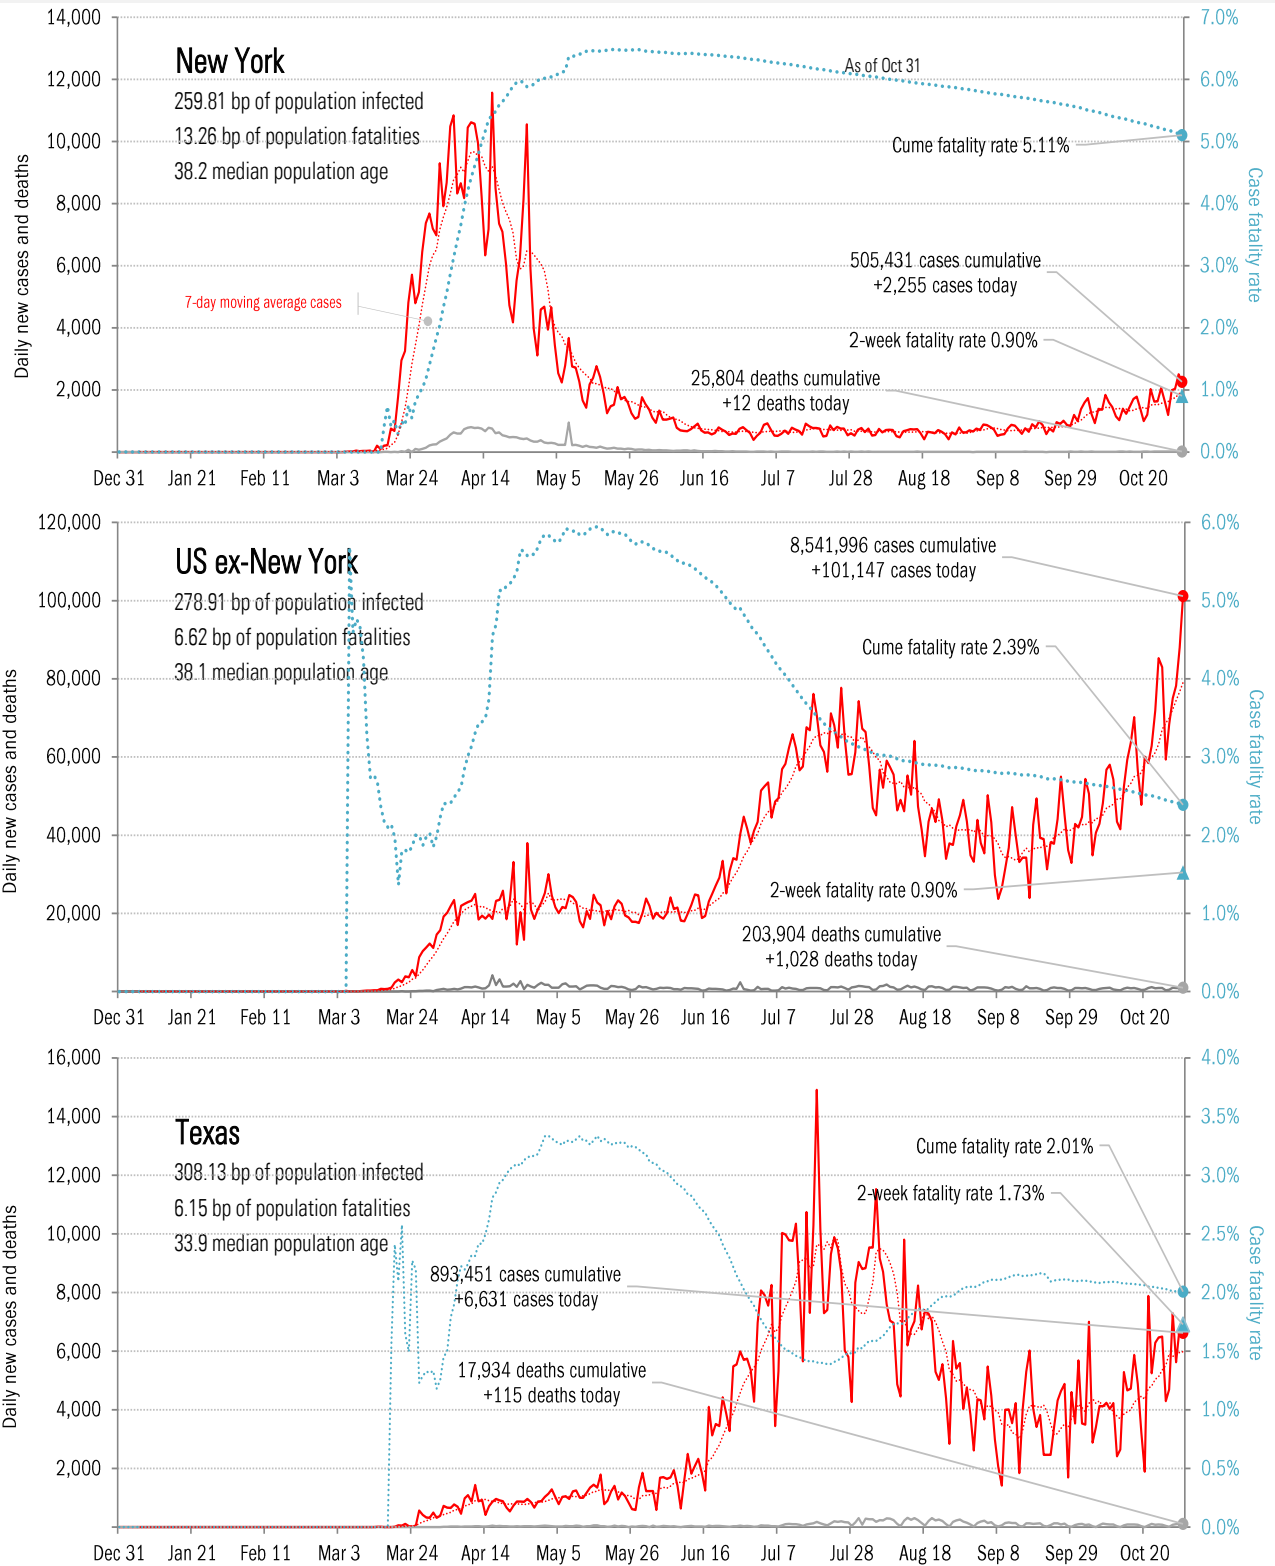 14,000
7.0%
New York
As of Oct 31
259.81 bp of population infected
12,000
6.0%
13.26 bp of population fatalities
10,000
5.0%
Cume fatality rate 5.11%
38.2 median population age
8,000
4.0%
Daily new cases and deaths
Case fatality rate
6,000
3.0%
505,431 cases cumulative
+2,255 cases today
7-day moving average cases
4,000
2.0%
2-week fatality rate 0.90%
2,000
1.0%
25,804 deaths cumulative
+12 deaths today
0.0%
Dec 31 Jan 21 Feb 11 Mar 3 Mar 24 Apr 14 May 5 May 26 Jun 16 Jul 7 Jul 28 Aug 18 Sep 8 Sep 29 Oct 20
120,000
6.0%
US ex-New York
8,541,996 cases cumulative
+101,147 cases today
278.91 bp of population infected
100,000
5.0%
6.62 bp of population fatalities
Cume fatality rate 2.39%
38.1 median population age
80,000
4.0%
Daily new cases and deaths
Case fatality rate
60,000
3.0%
40,000
2.0%
2-week fatality rate 0.90%
20,000
1.0%
203,904 deaths cumulative
+1,028 deaths today
0.0%
Dec 31 Jan 21 Feb 11 Mar 3 Mar 24 Apr 14 May 5 May 26 Jun 16 Jul 7 Jul 28 Aug 18 Sep 8 Sep 29 Oct 20
16,000
4.0%
Texas
14,000
3.5%
Cume fatality rate 2.01%
308.13 bp of population infected
12,000
3.0%
2-week fatality rate 1.73%
6.15 bp of population fatalities
10,000
2.5%
33.9 median population age
Daily new cases and deaths
Case fatality rate
893,451 cases cumulative
+6,631 cases today
8,000
2.0%
6,000
1.5%
17,934 deaths cumulative
+115 deaths today
4,000
1.0%
2,000
0.5%
0.0%
Dec 31 Jan 21 Feb 11 Mar 3 Mar 24 Apr 14 May 5 May 26 Jun 16 Jul 7 Jul 28 Aug 18 Sep 8 Sep 29 Oct 20